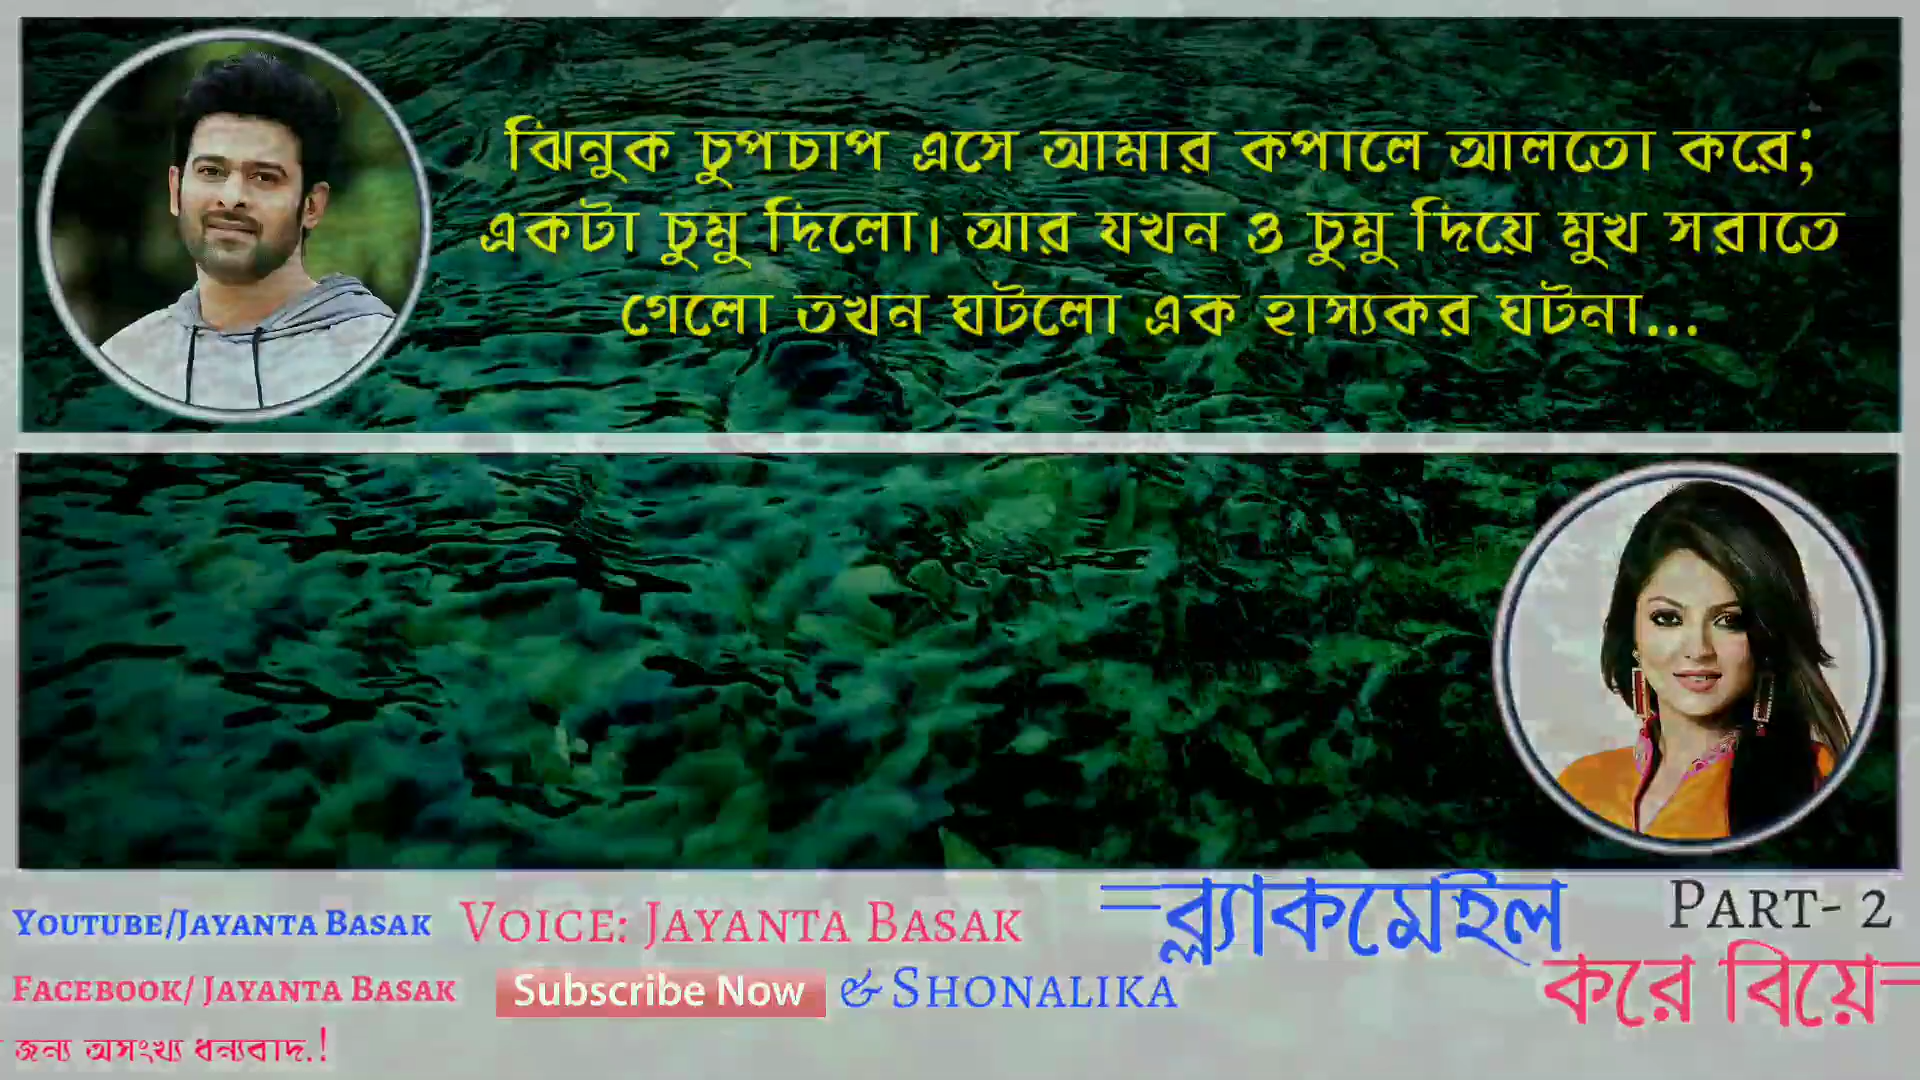 ঝিনুক চুপচাপ এসে আমার কপালে আলতো করে;
একটা চুমু দিলো। আর যখন ও চুমু দিয়ে মুখ সরাতে
গেলো তখন ঘটলো এক হাস্যকর ঘটনা...
YOUTUBE/JAYANTA BASAK
VOICE: JAYANTA BASAK
=ব্ল্যাকমেইল
PART- 2
FACEBOOK/ JAYANTA BASAK
Subscribe Now
& SHONALIKA
করে বিয়ে=
জন্য অসংখ্য ধন্যবাদ.!